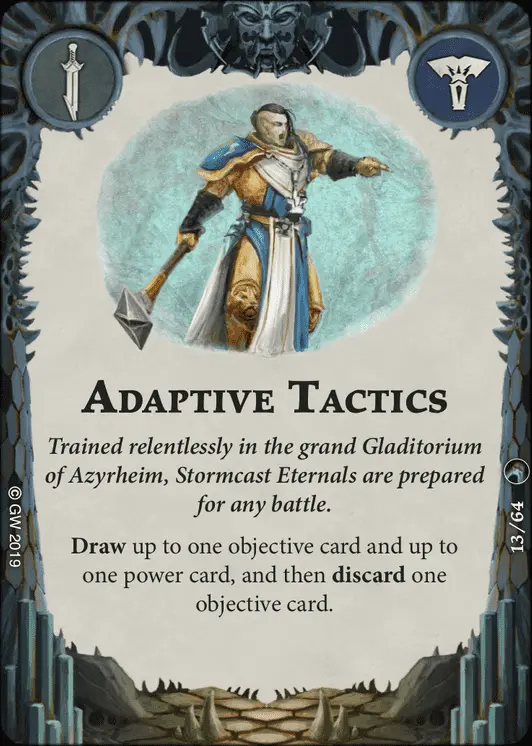 Adaptive Tactics
Trained relentlessly in the grand Gladitorium
of Azyrheim, Stormcast Eternals are prepared
for any battle.
Draw up to one objective card and up to
one power card, and then discard one
objective card.
© GW 2019
13/64